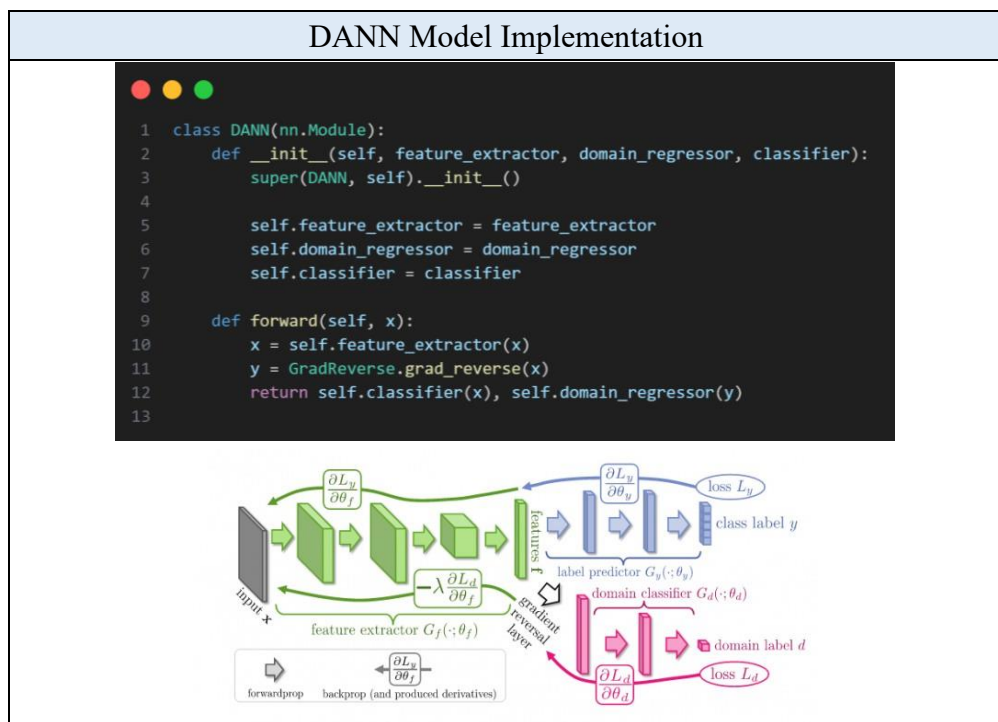 DANN Model Implementation
1 class DANN(nn.Module):
2 def __init__(self, feature_extractor, domain_regressor, classifier):
3 super(DANN, self).__init__()
4
5 self.feature_extractor = feature_extractor
6 self.domain_regressor = domain_regressor
7 self.classifier = classifier
8
9 def forward(self, x):
10 x = self.feature_extractor(x)
11 y = GradReverse.grad_reverse(x)
12 return self.classifier(x), self.domain_regressor(y)
13
∂L_y/∂θ_f
∂L_y/∂θ_y
loss L_y
features f
class label y
label predictor G_y(·; θ_y)
input x
−λ ∂L_d/∂θ_f
feature extractor G_f(·; θ_f)
gradient reversal layer
domain classifier G_d(·; θ_d)
domain label d
∂L_d/∂θ_d
loss L_d
forwardprop
∂L_y/∂θ_f
backprop (and produced derivatives)